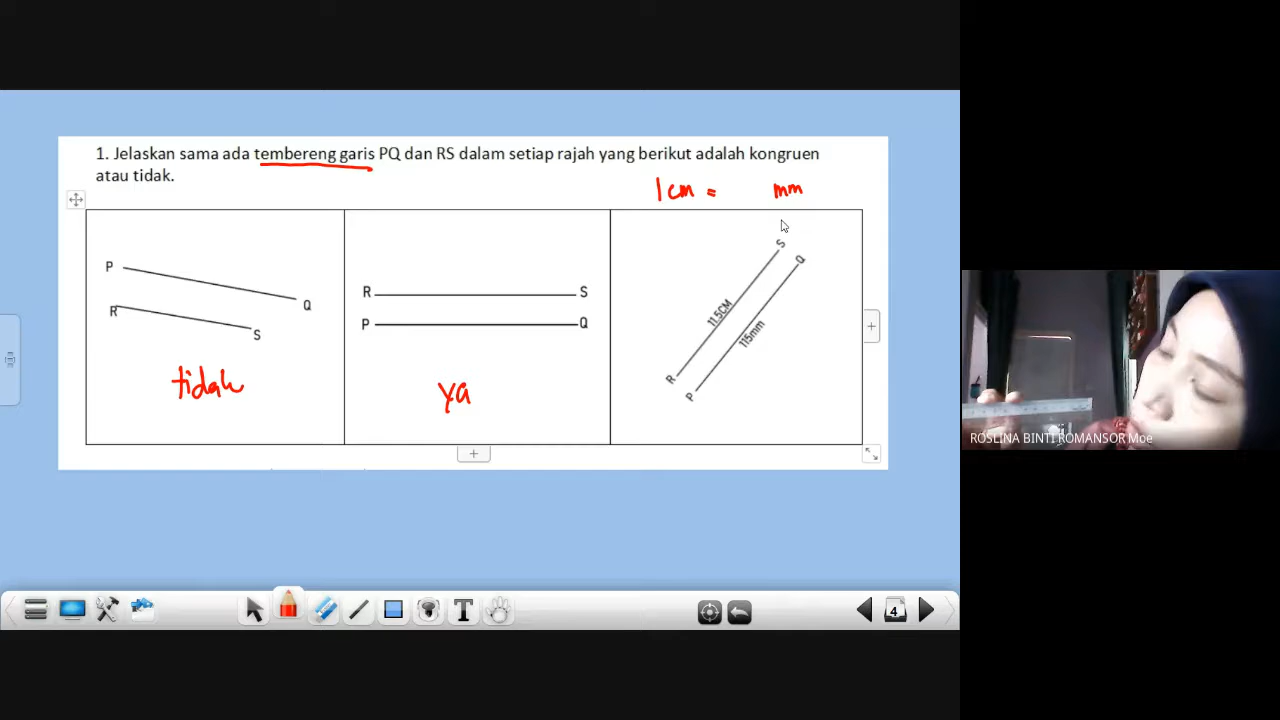 1. Jelaskan sama ada tembereng garis PQ dan RS dalam setiap rajah yang berikut adalah kongruen
atau tidak.
1cm = mm
P
Q
R
S
tidak
R S
P Q
ya
S
Q
11.5CM
115mm
R
P
ROSLINA BINTI ROMANSOR Moe
T
4